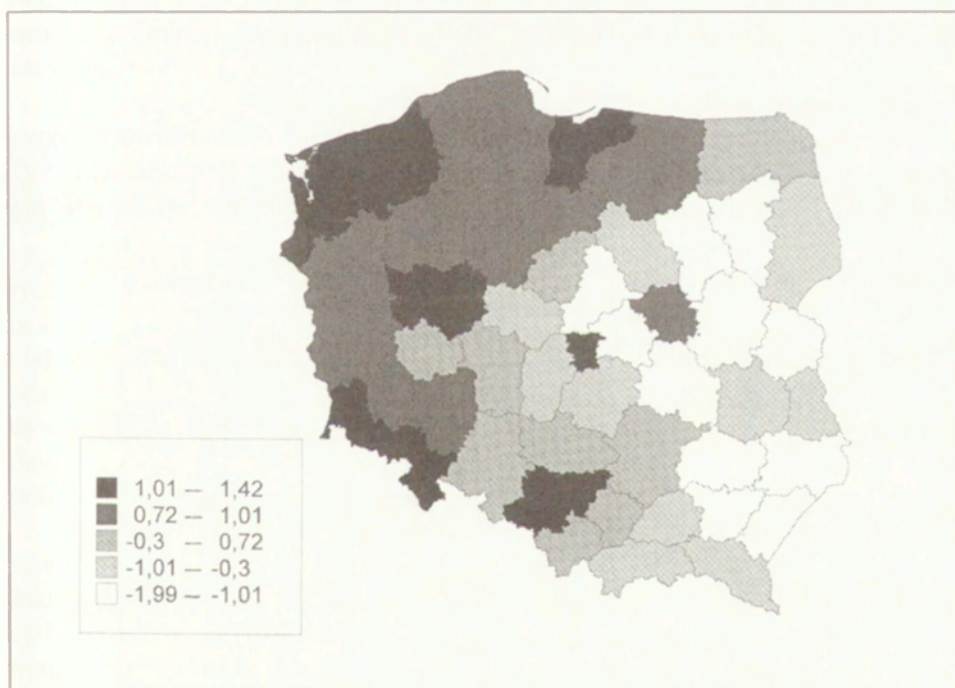 1,01 — 1,42
0,72 — 1,01
-0,3 — 0,72
-1,01 — -0,3
-1,99 — -1,01